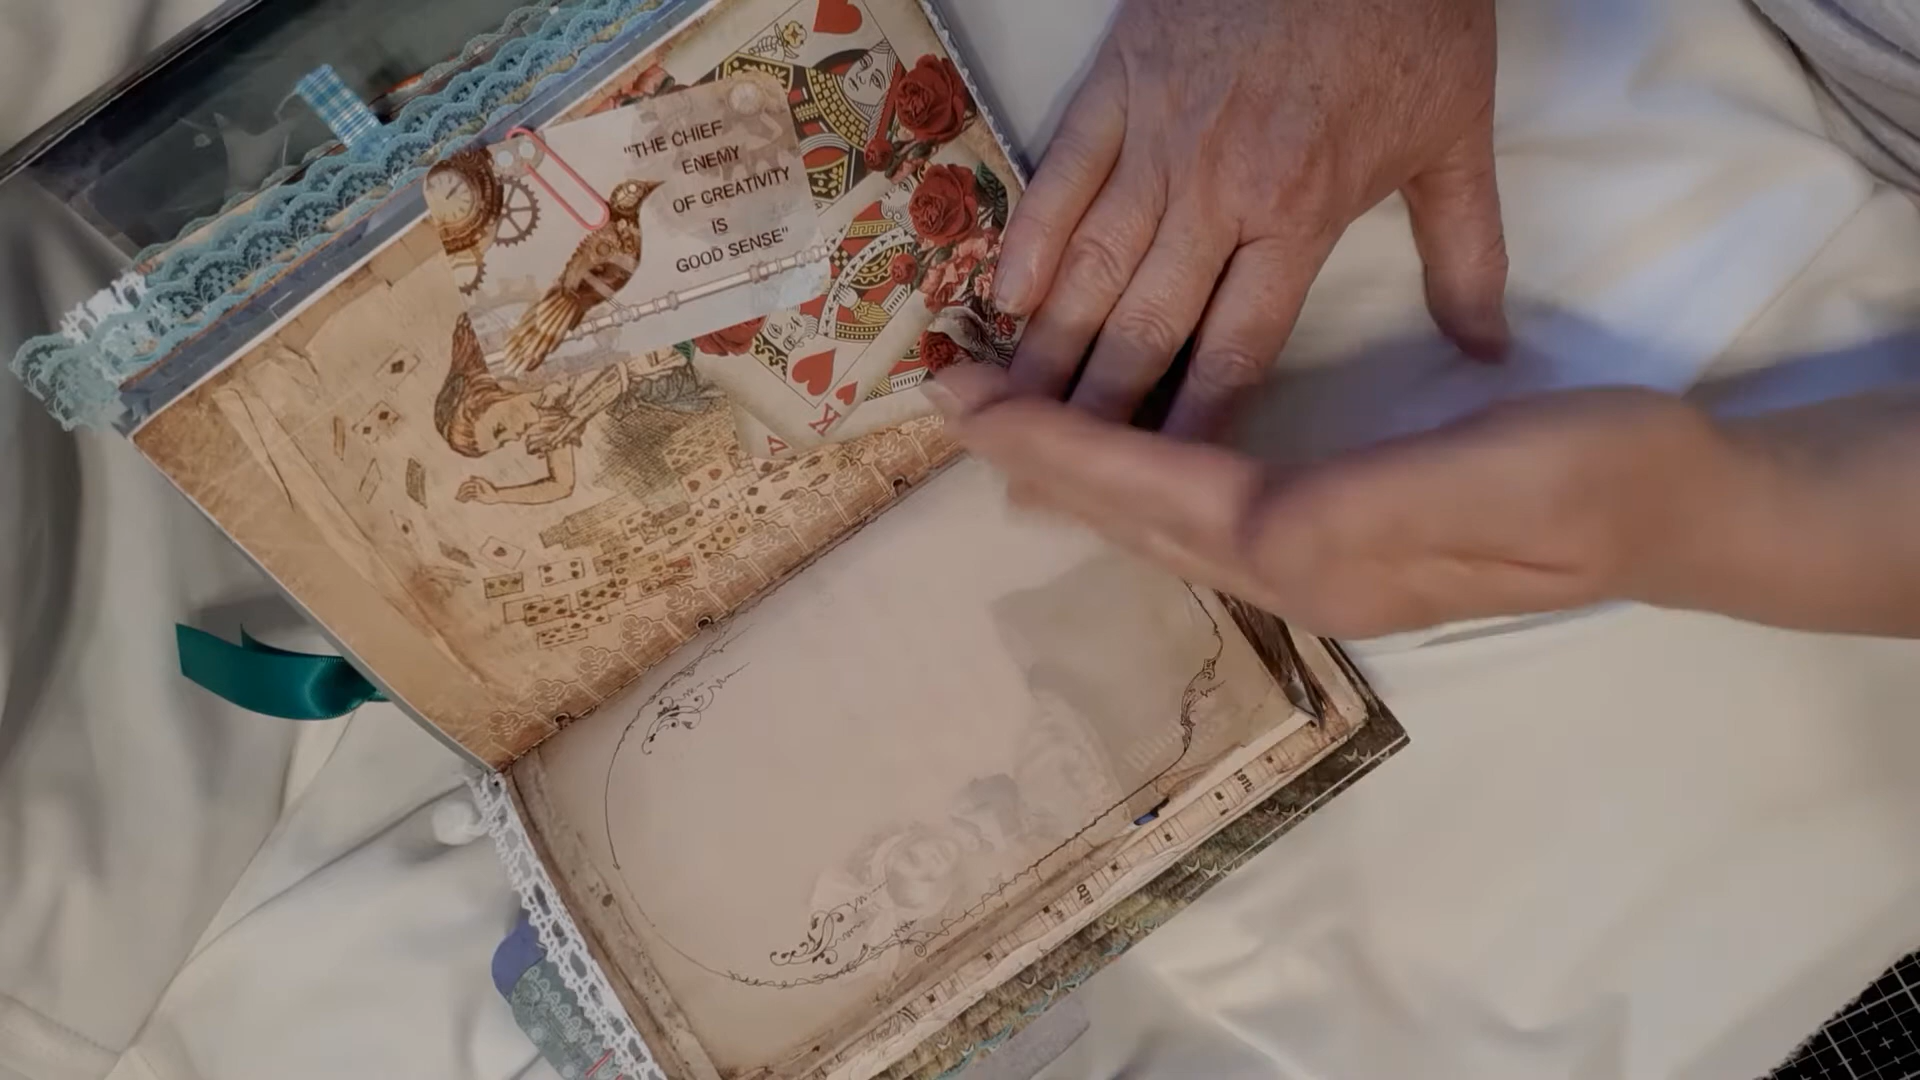 "THE CHIEF
ENEMY
OF CREATIVITY
IS
GOOD SENSE"
K